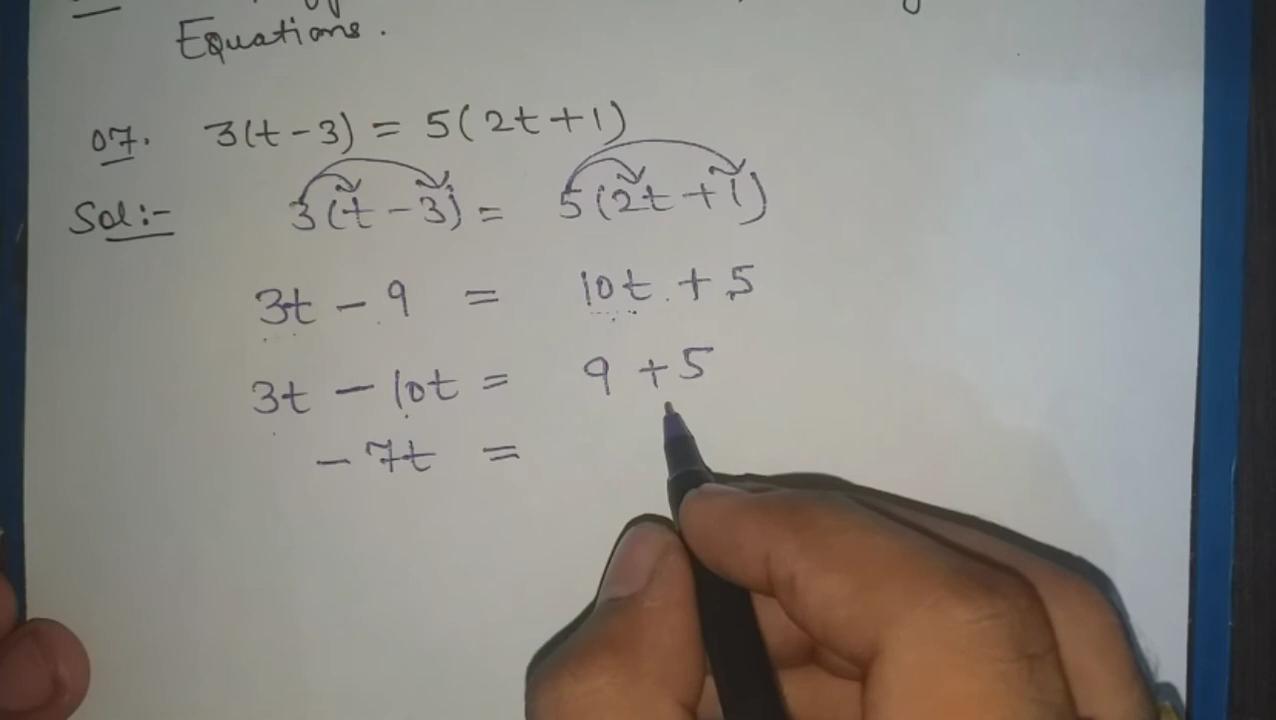 Equations.
07. 3(t-3) = 5(2t+1)
Sol:- 3(t-3) = 5(2t+1)
3t - 9 = 10t + 5
3t - 10t = 9 + 5
- 7t =